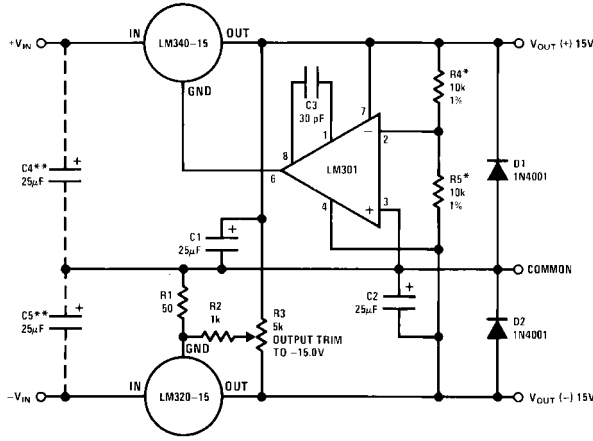 +VIN
IN
LM340-15
OUT
GND
VOUT (+) 15V
R4*
10k
1%
C3
30 pF
7
8
1
2
6
LM301
4
3
R5*
10k
1%
D1
1N4001
C4**
25µF
+
C1
25µF
+
−
+
COMMON
R1
50
R2
1k
R3
5k
OUTPUT TRIM
TO −15.0V
C2
25µF
+
D2
1N4001
C5**
25µF
+
GND
−VIN
IN
LM320-15
OUT
VOUT (−) 15V